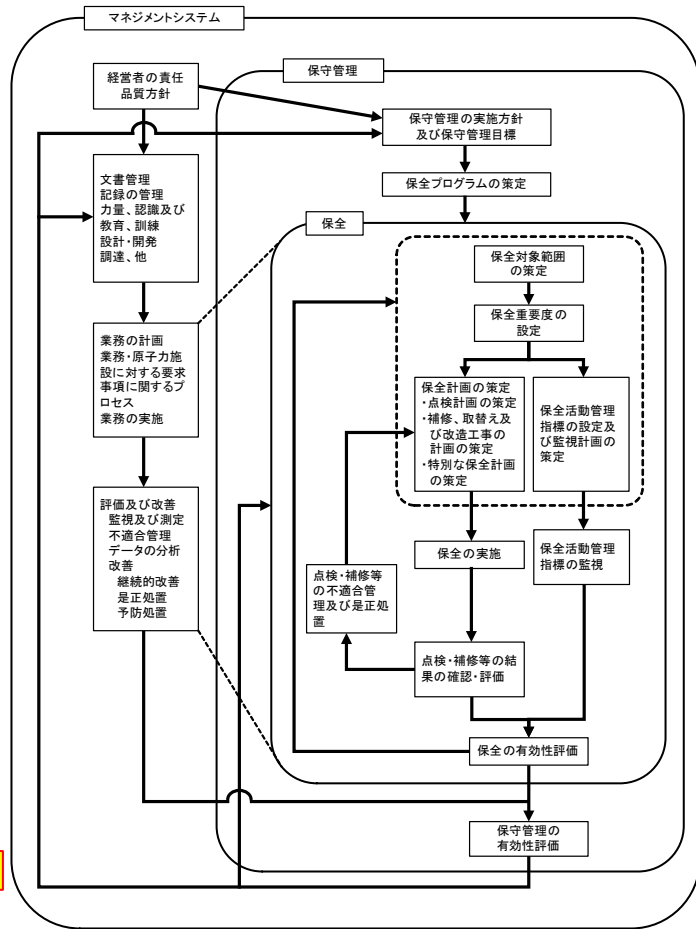 マネジメントシステム
保守管理
経営者の責任
品質方針
保守管理の実施方針
及び保守管理目標
文書管理
記録の管理
力量、認識及び
教育、訓練
設計・開発
調達、他
保全プログラムの策定
保全
保全対象範囲
の策定
保全重要度の
設定
業務の計画
業務・原子力施
設に対する要求
事項に関するプ
ロセス
業務の実施
保全計画の策定
・点検計画の策定
・補修、取替え及
び改造工事の
計画の策定
・特別な保全計画
の策定
保全活動管理
指標の設定及
び監視計画の
策定
評価及び改善
監視及び測定
不適合管理
データの分析
改善
継続的改善
是正処置
予防処置
保全の実施
保全活動管理
指標の監視
点検・補修等
の不適合管
理及び是正処
置
点検・補修等の結
果の確認・評価
保全の有効性評価
保守管理の
有効性評価